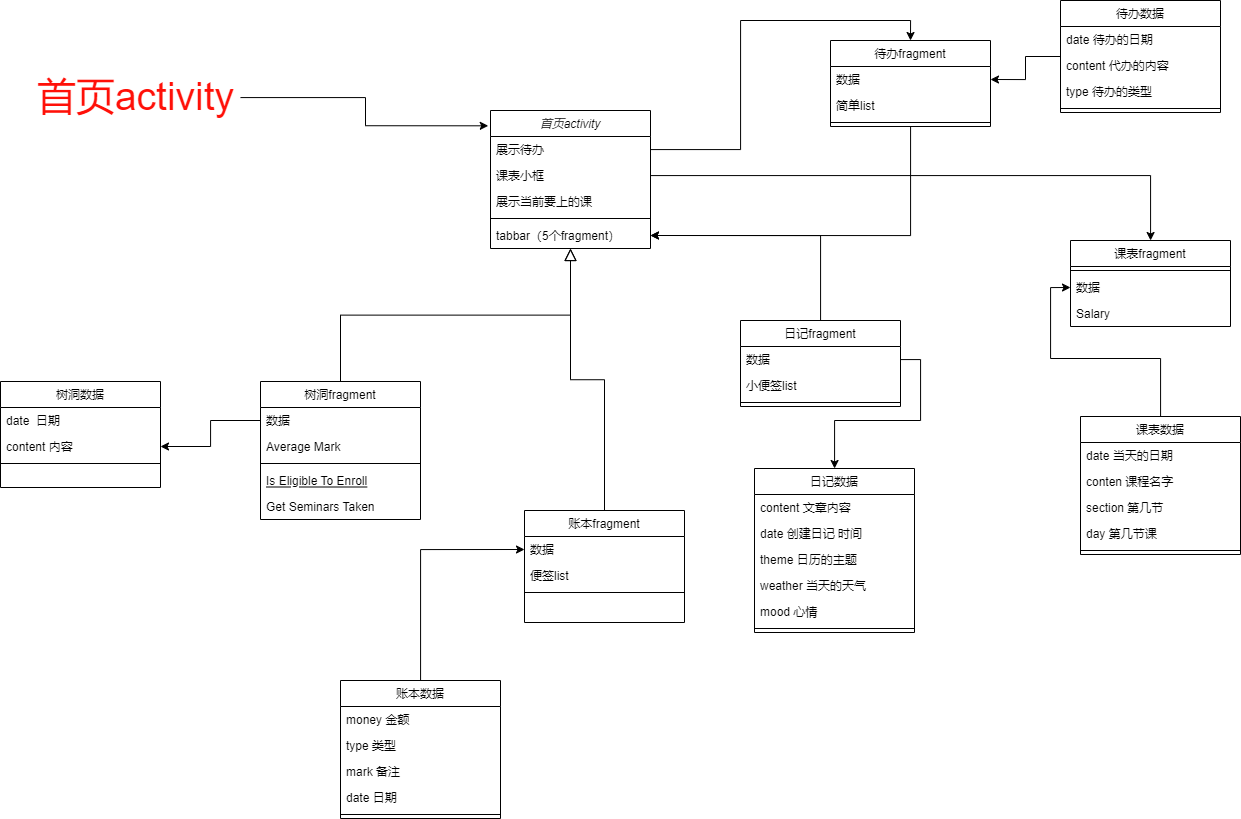 首页activity
首页activity
展示待办
课表小框
展示当前要上的课
tabbar（5个fragment）
待办fragment
数据
简单list
待办数据
date 待办的日期
content 代办的内容
type 待办的类型
课表fragment
数据
Salary
课表数据
date 当天的日期
conten 课程名字
section 第几节
day 第几节课
日记fragment
数据
小便签list
日记数据
content 文章内容
date 创建日记 时间
theme 日历的主题
weather 当天的天气
mood 心情
树洞数据
date  日期
content 内容
树洞fragment
数据
Average Mark
Is Eligible To Enroll
Get Seminars Taken
账本fragment
数据
便签list
账本数据
money 金额
type 类型
mark 备注
date 日期